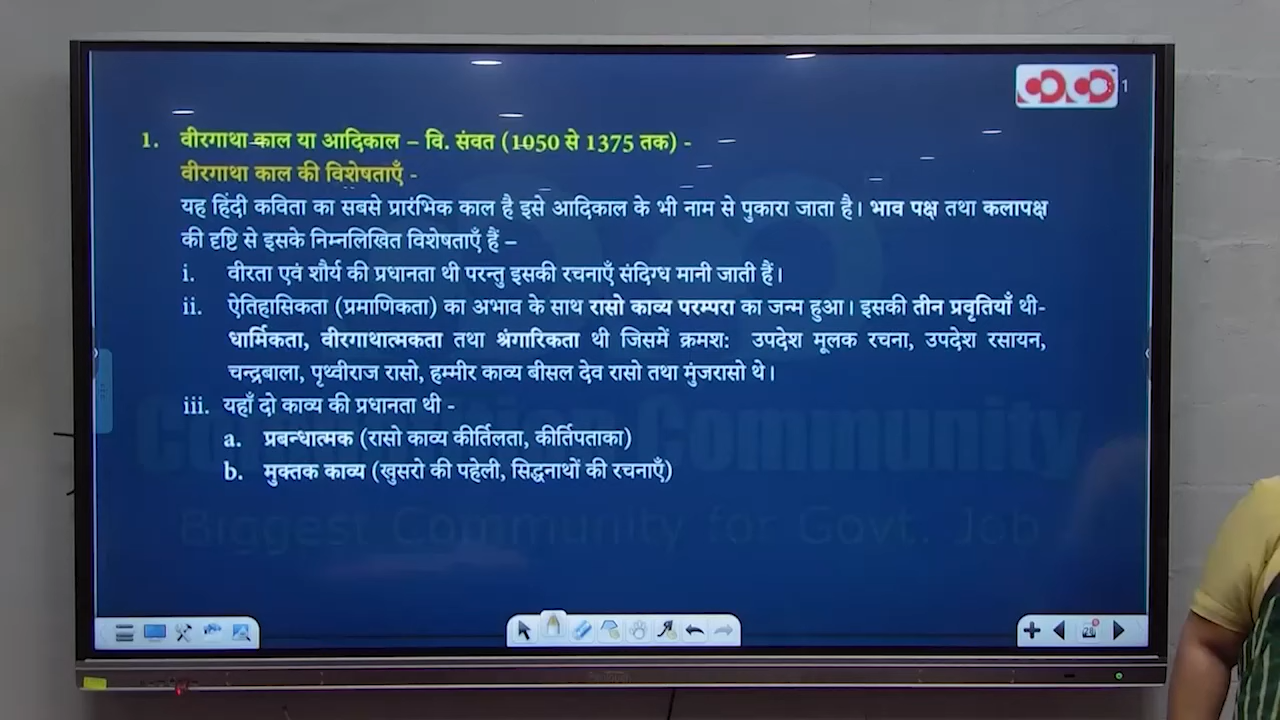 1
1. वीरगाथा काल या आदिकाल – वि. संवत (1050 से 1375 तक) -
वीरगाथा काल की विशेषताएँ -
यह हिंदी कविता का सबसे प्रारंभिक काल है इसे आदिकाल के भी नाम से पुकारा जाता है। भाव पक्ष तथा कलापक्ष
की दृष्टि से इसके निम्नलिखित विशेषताएँ हैं –
i. वीरता एवं शौर्य की प्रधानता थी परन्तु इसकी रचनाएँ संदिग्ध मानी जाती हैं।
ii. ऐतिहासिकता (प्रमाणिकता) का अभाव के साथ रासो काव्य परम्परा का जन्म हुआ। इसकी तीन प्रवृतियाँ थी-
धार्मिकता, वीरगाथात्मकता तथा श्रंगारिकता थी जिसमें क्रमश: उपदेश मूलक रचना, उपदेश रसायन,
चन्द्रबाला, पृथ्वीराज रासो, हम्मीर काव्य बीसल देव रासो तथा मुंजरासो थे।
iii. यहाँ दो काव्य की प्रधानता थी -
a. प्रबन्धात्मक (रासो काव्य कीर्तिलता, कीर्तिपताका)
b. मुक्तक काव्य (खुसरो की पहेली, सिद्धनाथों की रचनाएँ)
Community
Biggest Community for Govt. Job